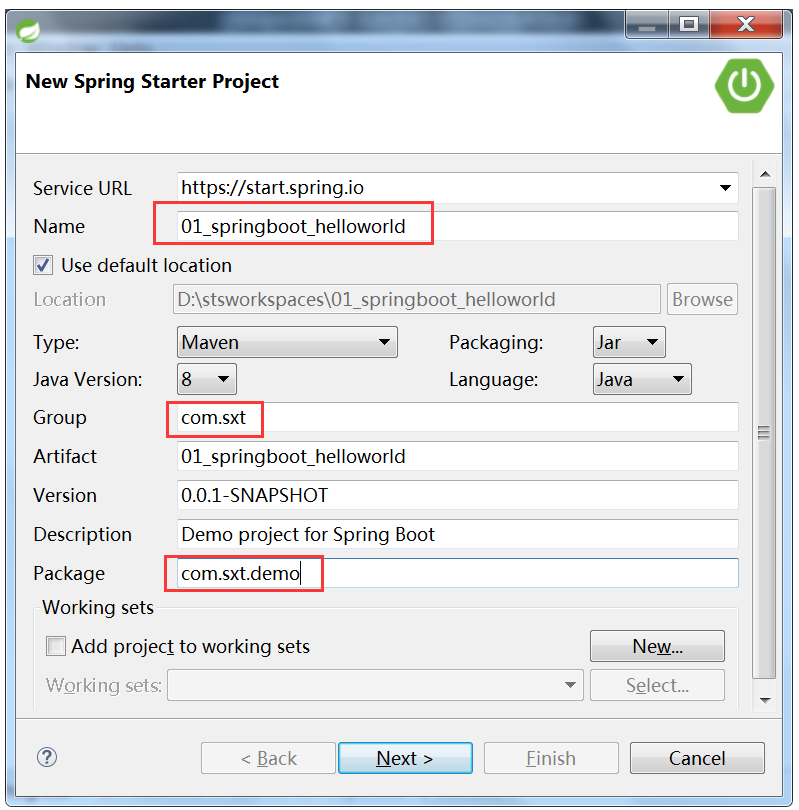 New Spring Starter Project
Service URL https://start.spring.io
Name 01_springboot_helloworld
Use default location
Location D:\stsworkspaces\01_springboot_helloworld Browse
Type: Maven Packaging: Jar
Java Version: 8 Language: Java
Group com.sxt
Artifact 01_springboot_helloworld
Version 0.0.1-SNAPSHOT
Description Demo project for Spring Boot
Package com.sxt.demo
Working sets
Add project to working sets New...
Working sets: Select...
? < Back Next > Finish Cancel